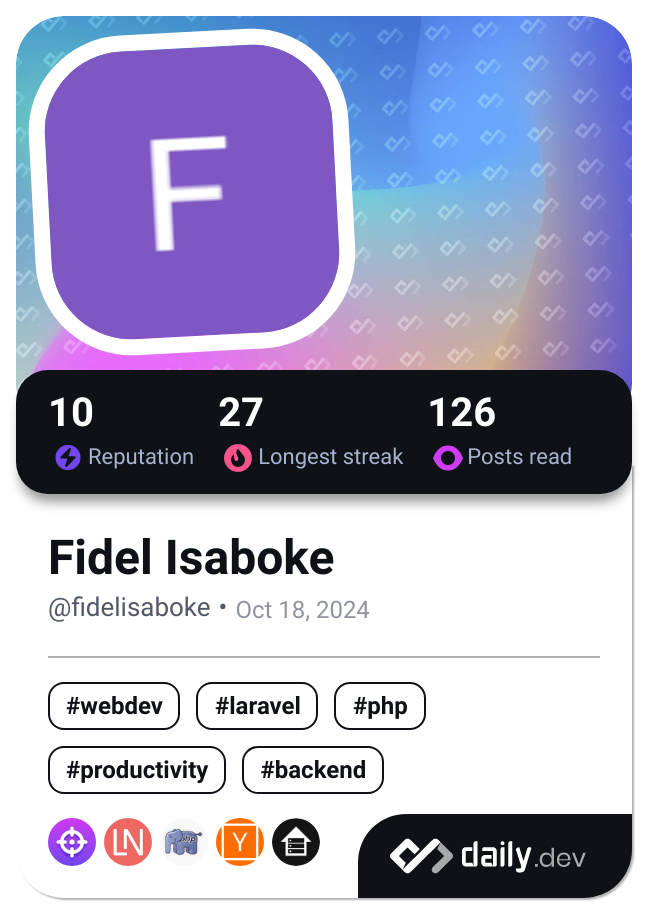 F
10 27 126
Reputation Longest streak Posts read
Fidel Isaboke
@fidelisaboke • Oct 18, 2024
#webdev #laravel #php
#productivity #backend
LN php Y
daily.dev